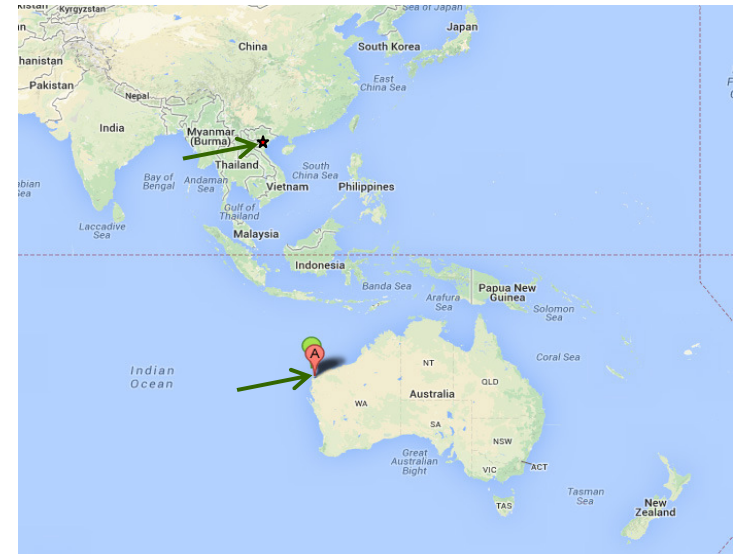 Kyrgyzstan
Sea of Japan
Japan
China
South Korea
hanistan
East
China Sea
Pakistan
Nepal
India
Myanmar
(Burma)
Thailand
South
China Sea
Bay of
Bengal
Andaman
Sea
Vietnam
Philippines
bian
Sea
Gulf of
Thailand
Laccadive
Sea
Malaysia
Indonesia
Banda Sea
Papua New
Guinea
Arafura
Sea
Solomon
Sea
A
Coral Sea
NT
Indian
Ocean
QLD
Australia
WA
SA
NSW
Great
Australian
Bight
VIC
ACT
Tasman
Sea
TAS
New
Zealand